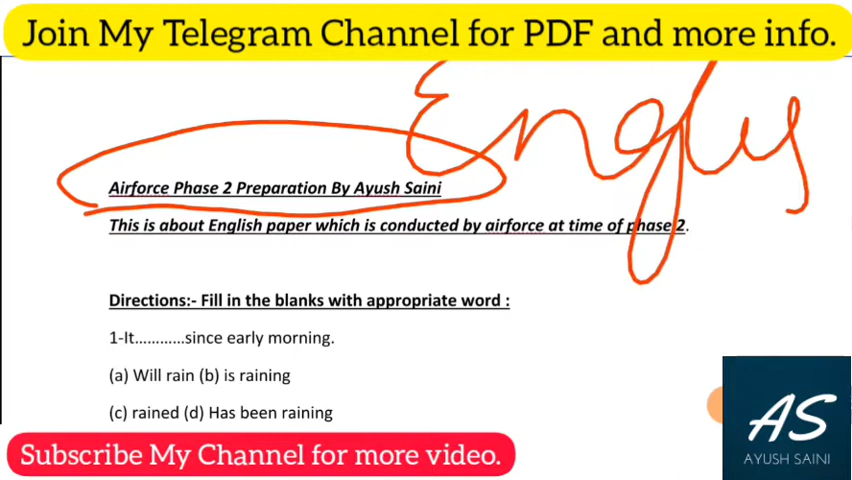 Join My Telegram Channel for PDF and more info.
Airforce Phase 2 Preparation By Ayush Saini
This is about English paper which is conducted by airforce at time of phase 2.
Directions:- Fill in the blanks with appropriate word :
1-It............since early morning.
(a) Will rain (b) is raining
(c) rained (d) Has been raining
Subscribe My Channel for more video.
AS
AYUSH SAINI